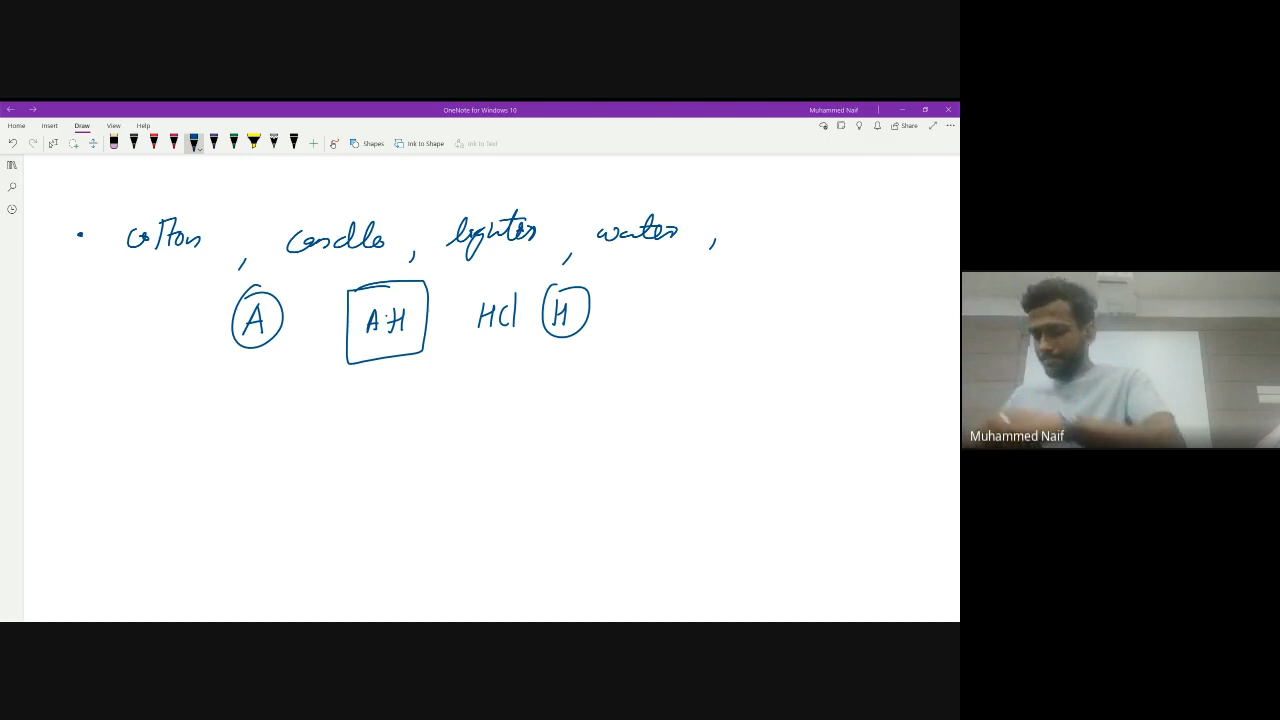 OneNote for Windows 10
Muhammed Naif
Home Insert Draw View Help
Shapes Ink to Shape Ink to Text Share
cotton, candle, lighter, water,
A A·H HCl H
Muhammed Naif